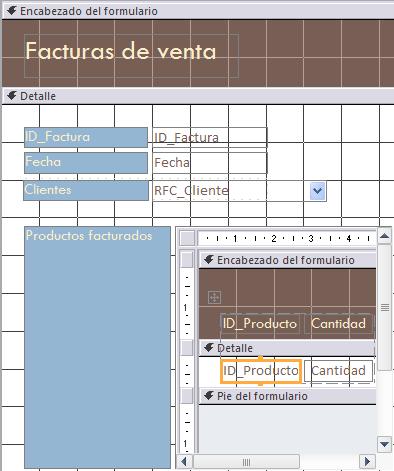 Encabezado del formulario
Facturas de venta
Detalle
ID_Factura ID_Factura
Fecha Fecha
Clientes RFC_Cliente
Productos facturados
1 2 3 4
Encabezado del formulario
1
ID_Producto Cantidad
Detalle
ID_Producto Cantidad
Pie del formulario
1